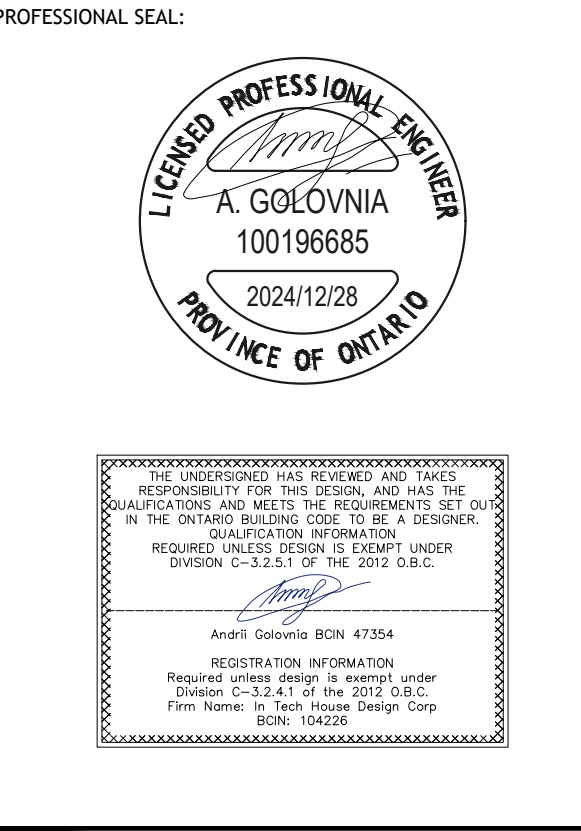 PROFESSIONAL SEAL:
LICENSED PROFESSIONAL ENGINEER
A. GOLOVNIA
100196685
2024/12/28
PROVINCE OF ONTARIO
THE UNDERSIGNED HAS REVIEWED AND TAKES
RESPONSIBILITY FOR THIS DESIGN, AND HAS THE
QUALIFICATIONS AND MEETS THE REQUIREMENTS SET OUT
IN THE ONTARIO BUILDING CODE TO BE A DESIGNER.
QUALIFICATION INFORMATION
REQUIRED UNLESS DESIGN IS EXEMPT UNDER
DIVISION C-3.2.5.1 OF THE 2012 O.B.C.
Andrii Golovnia BCIN 47354
REGISTRATION INFORMATION
Required unless design is exempt under
Division C-3.2.4.1 of the 2012 O.B.C.
Firm Name: In Tech House Design Corp
BCIN: 104226